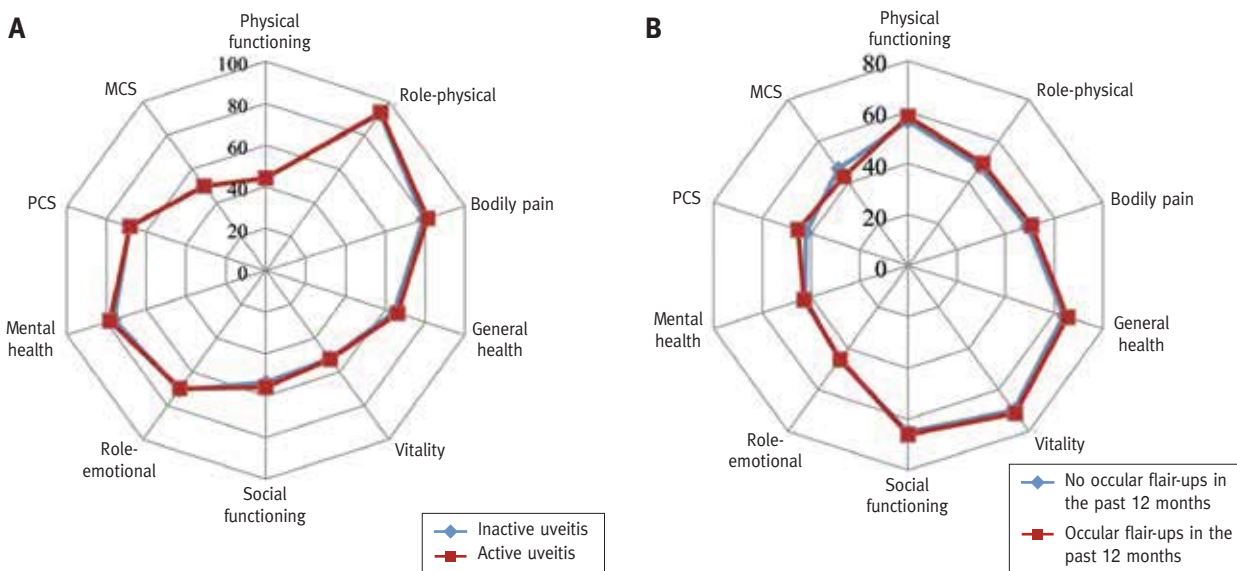 A
Physical
functioning
100
80
60
40
20
0
Role-physical
Bodily pain
General
health
Vitality
Social
functioning
Role-
emotional
Mental
health
PCS
MCS
Inactive uveitis
Active uveitis
B
Physical
functioning
80
60
40
20
0
Role-physical
Bodily pain
General
health
Vitality
Social
functioning
Role-
emotional
Mental
health
PCS
MCS
No occular flair-ups in
the past 12 months
Occular flair-ups in the
past 12 months